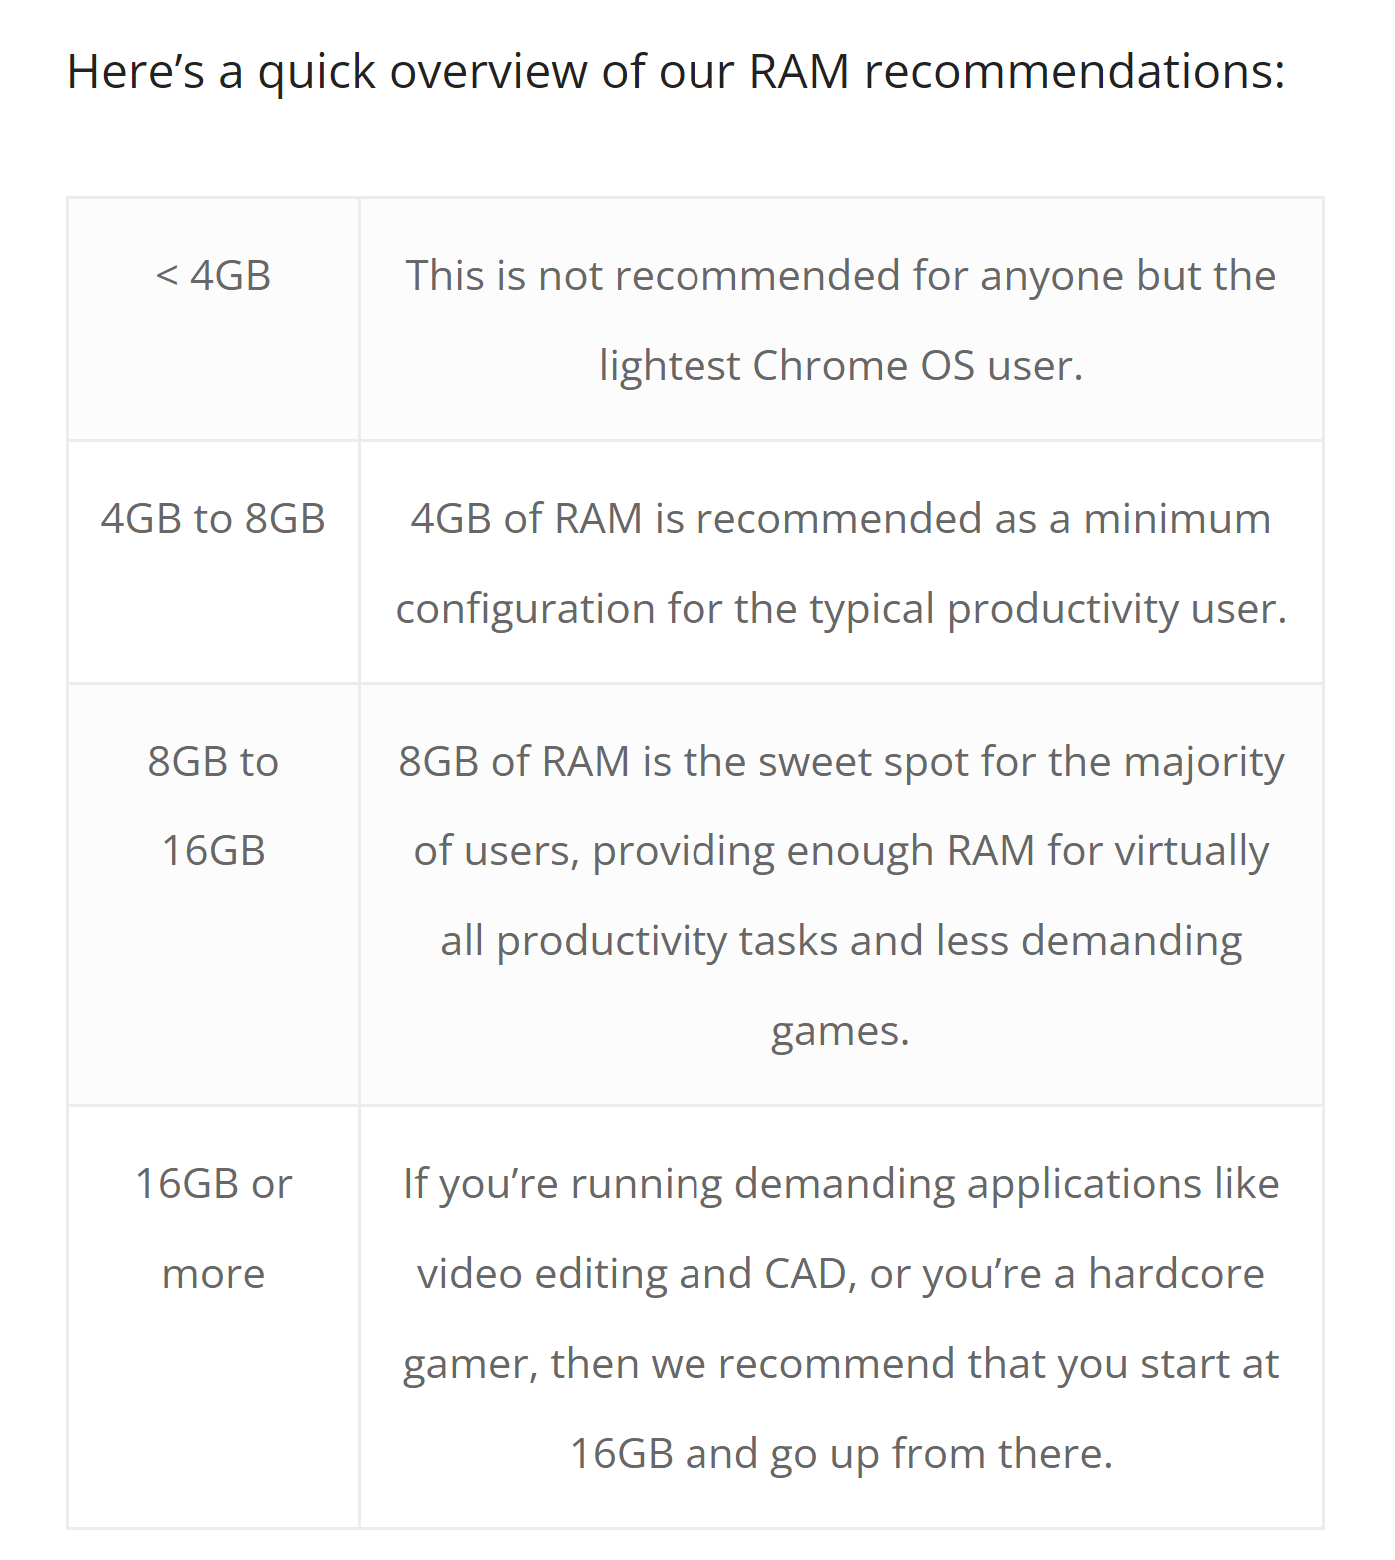 Here’s a quick overview of our RAM recommendations:
< 4GB
This is not recommended for anyone but the
lightest Chrome OS user.
4GB to 8GB
4GB of RAM is recommended as a minimum
configuration for the typical productivity user.
8GB to
16GB
8GB of RAM is the sweet spot for the majority
of users, providing enough RAM for virtually
all productivity tasks and less demanding
games.
16GB or
more
If you’re running demanding applications like
video editing and CAD, or you’re a hardcore
gamer, then we recommend that you start at
16GB and go up from there.